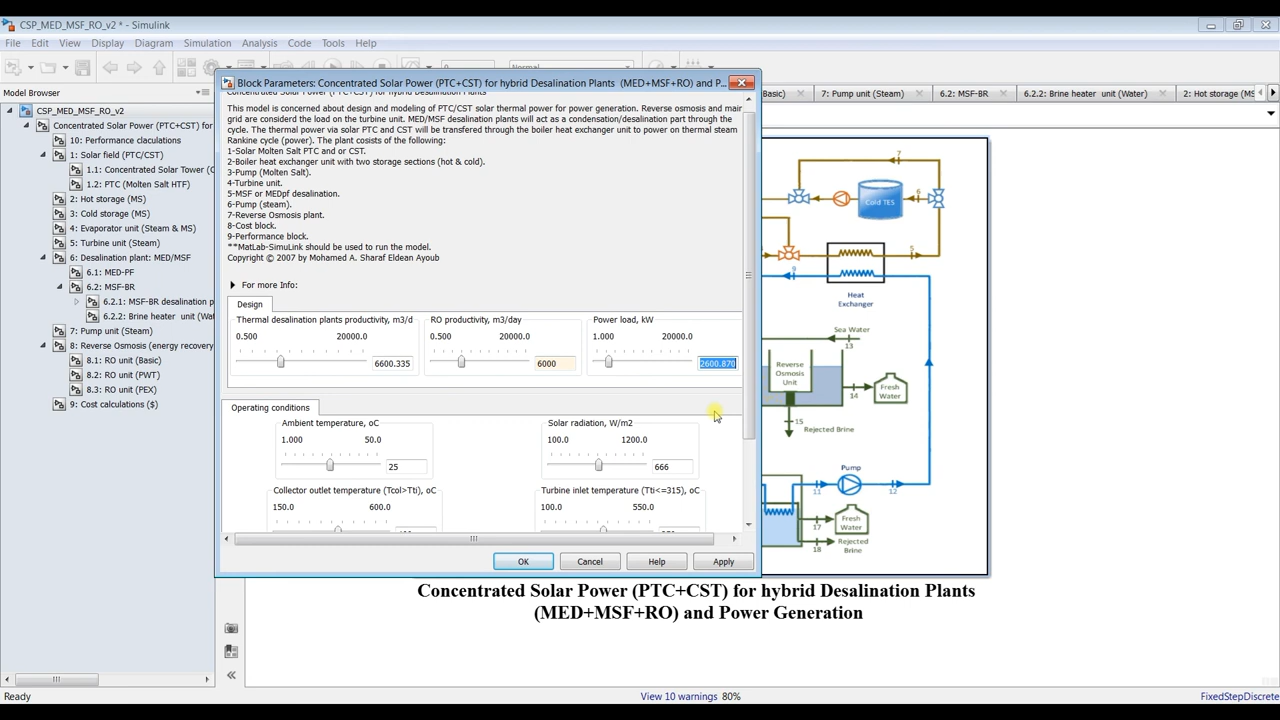 CSP_MED_MSF_RO_v2 * - Simulink
File Edit View Display Diagram Simulation Analysis Code Tools Help
Block Parameters: Concentrated Solar Power (PTC+CST) for hybrid Desalination Plants (MED+MSF+RO) and P...
Model Browser
Basic)
7: Pump unit (Steam)
6.2: MSF-BR
6.2.2: Brine heater unit (Water)
2: Hot storage (MS
CSP_MED_MSF_RO_v2
Concentrated Solar Power (PTC+CST) fo
10: Performance claculations
1: Solar field (PTC/CST)
1.1: Concentrated Solar Tower (C
1.2: PTC (Molten Salt HTF)
2: Hot storage (MS)
3: Cold storage (MS)
4: Evaporator unit (Steam & MS)
5: Turbine unit (Steam)
6: Desalination plant: MED/MSF
6.1: MED-PF
6.2: MSF-BR
6.2.1: MSF-BR desalination p
6.2.2: Brine heater unit (Wat
7: Pump unit (Steam)
8: Reverse Osmosis (energy recovery
8.1: RO unit (Basic)
8.2: RO unit (PWT)
8.3: RO unit (PEX)
9: Cost calculations ($)
This model is concerned about design and modeling of PTC/CST solar thermal power for power generation. Reverse osmosis and main
grid are considered the load on the turbine unit. MED/MSF desalination plants will act as a condensation/desalination part through the
cycle. The thermal power via solar PTC and CST will be transfered through the boiler heat exchanger unit to power on thermal steam
Rankine cycle (power). The plant cosists of the following:
1-Solar Molten Salt PTC and or CST.
2-Boiler heat exchanger unit with two storage sections (hot & cold).
3-Pump (Molten Salt).
4-Turbine unit.
5-MSF or MEDpf desalination.
6-Pump (steam).
7-Reverse Osmosis plant.
8-Cost block.
9-Performance block.
**MatLab-SimuLink should be used to run the model.
Copyright © 2007 by Mohamed A. Sharaf Eldean Ayoub
For more Info:
Design
Thermal desalination plants productivity, m3/d
0.500 20000.0
6600.335
RO productivity, m3/day
0.500 20000.0
6000
Power load, kW
1.000 20000.0
2600.870
Operating conditions
Ambient temperature, oC
1.000 50.0
25
Solar radiation, W/m2
100.0 1200.0
666
Collector outlet temperature (Tcol>Tti), oC
150.0 600.0
Turbine inlet temperature (Tti<=315), oC
100.0 550.0
OK Cancel Help Apply
7
Cold TES
6
5
9
Heat
Exchanger
Sea Water
13
Reverse
Osmosis
Unit
14
Fresh
Water
15
Rejected Brine
Pump
11
12
17
Fresh
Water
18
Rejected
Brine
Concentrated Solar Power (PTC+CST) for hybrid Desalination Plants
(MED+MSF+RO) and Power Generation
Ready
View 10 warnings 80%
FixedStepDiscrete